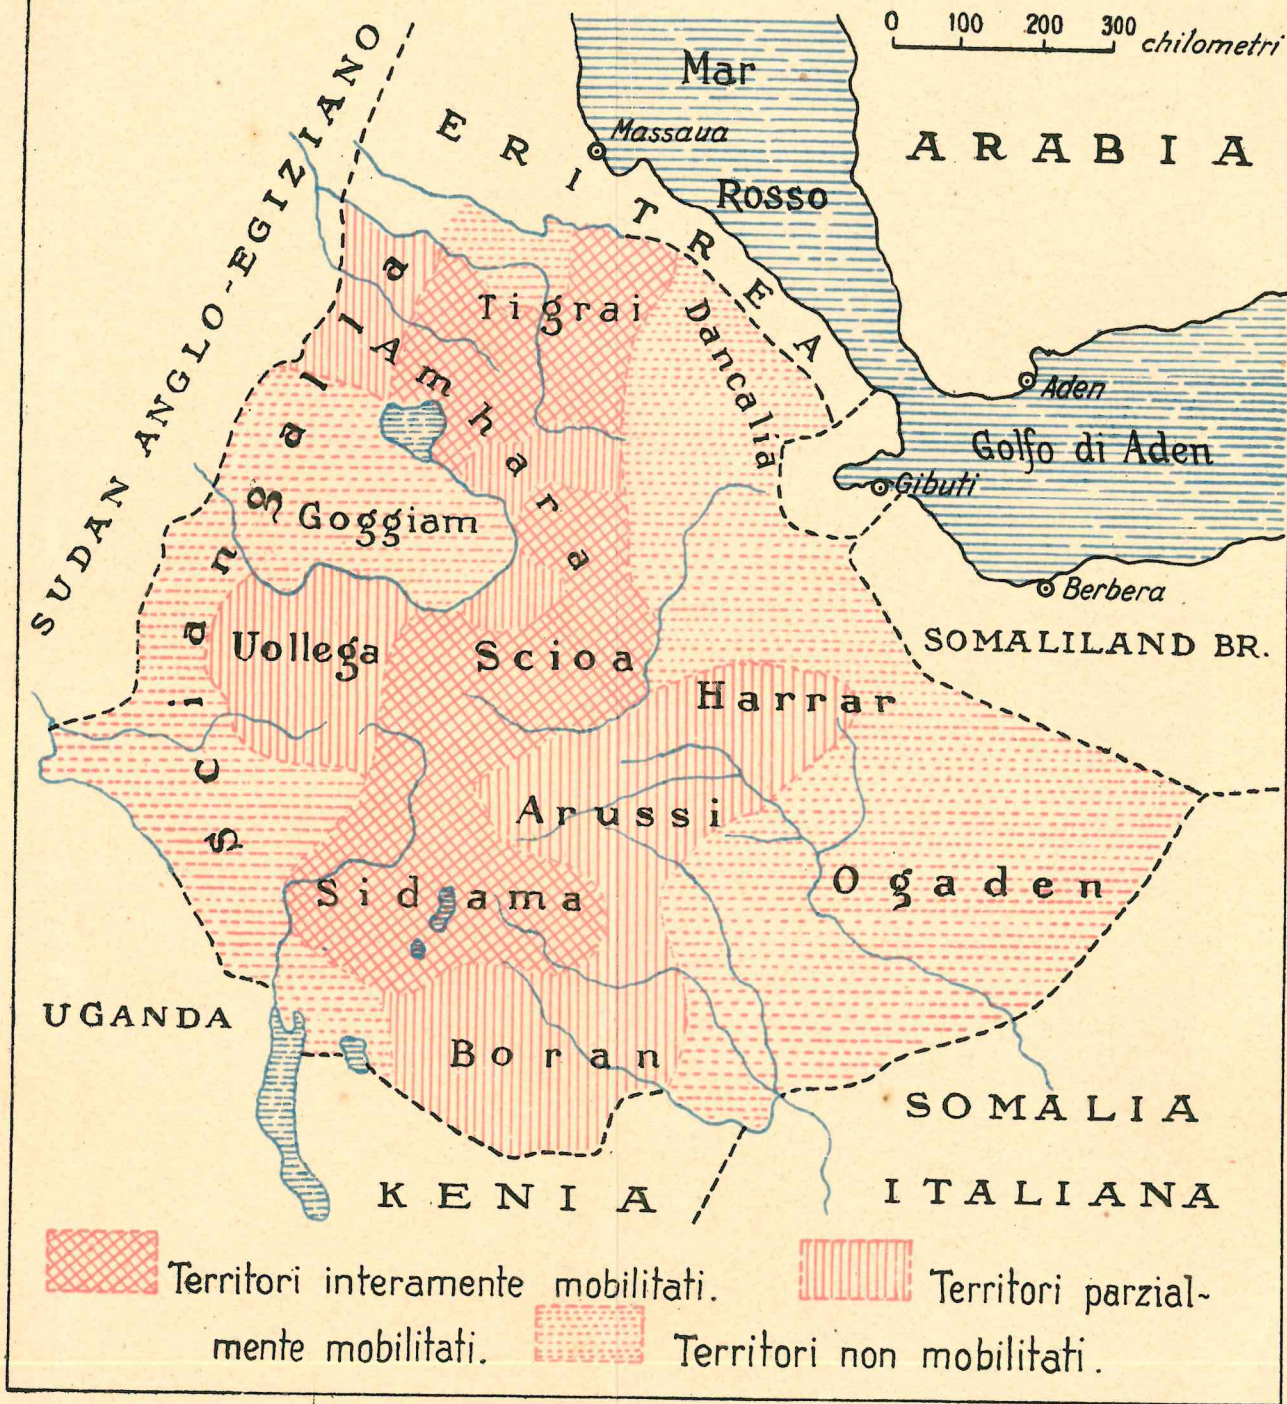 0 100 200 300 chilometri
Mar
Rosso
Massaua
ARABIA
ERITREA
SUDAN ANGLO-EGIZIANO
Tigrai
Dancalia
Amhara
Sciangalla
Aden
Golfo di Aden
Gibuti
Goggiam
Berbera
Uollega
Scioa
SOMALILAND BR.
Harrar
Arussi
Ogaden
Sidama
UGANDA
Boran
SOMALIA
ITALIANA
KENIA
Territori interamente mobilitati.
Territori parzial-
mente mobilitati.
Territori non mobilitati.